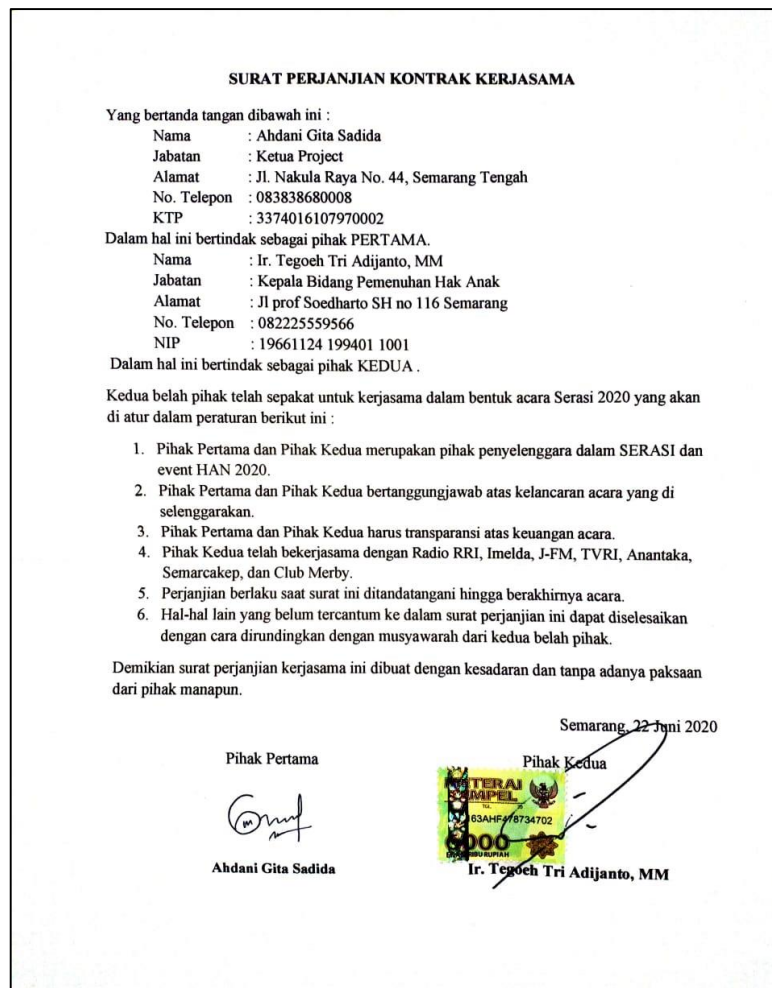 SURAT PERJANJIAN KONTRAK KERJASAMA
Yang bertanda tangan dibawah ini :
Nama : Ahdani Gita Sadida
Jabatan : Ketua Project
Alamat : Jl. Nakula Raya No. 44, Semarang Tengah
No. Telepon : 083838680008
KTP : 3374016107970002
Dalam hal ini bertindak sebagai pihak PERTAMA.
Nama : Ir. Tegoeh Tri Adijanto, MM
Jabatan : Kepala Bidang Pemenuhan Hak Anak
Alamat : Jl prof Soedharto SH no 116 Semarang
No. Telepon : 082225559566
NIP : 19661124 199401 1001
Dalam hal ini bertindak sebagai pihak KEDUA .
Kedua belah pihak telah sepakat untuk kerjasama dalam bentuk acara Serasi 2020 yang akan
di atur dalam peraturan berikut ini :
1. Pihak Pertama dan Pihak Kedua merupakan pihak penyelenggara dalam SERASI dan
event HAN 2020.
2. Pihak Pertama dan Pihak Kedua bertanggungjawab atas kelancaran acara yang di
selenggarakan.
3. Pihak Pertama dan Pihak Kedua harus transparansi atas keuangan acara.
4. Pihak Kedua telah bekerjasama dengan Radio RRI, Imelda, J-FM, TVRI, Anantaka,
Semarcakep, dan Club Merby.
5. Perjanjian berlaku saat surat ini ditandatangani hingga berakhirnya acara.
6. Hal-hal lain yang belum tercantum ke dalam surat perjanjian ini dapat diselesaikan
dengan cara dirundingkan dengan musyawarah dari kedua belah pihak.
Demikian surat perjanjian kerjasama ini dibuat dengan kesadaran dan tanpa adanya paksaan
dari pihak manapun.
Semarang, 22 Juni 2020
Pihak Pertama
Pihak Kedua
METERAI
TEMPEL
TGL.
163AHF478734702
6000
ENAM RIBU RUPIAH
Ahdani Gita Sadida
Ir. Tegoeh Tri Adijanto, MM